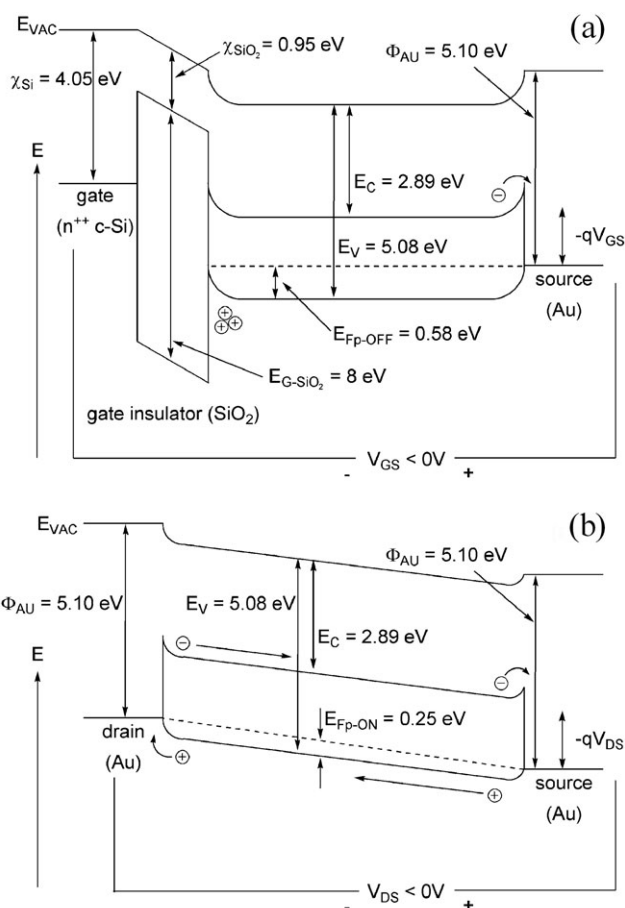 (a)
E_VAC
χ_SiO₂ = 0.95 eV
Φ_AU = 5.10 eV
χ_Si = 4.05 eV
E
gate
(n⁺⁺ c-Si)
E_C = 2.89 eV
-qV_GS
E_V = 5.08 eV
source
(Au)
E_Fp-OFF = 0.58 eV
E_G-SiO₂ = 8 eV
gate insulator (SiO₂)
V_GS < 0V
- +
(b)
E_VAC
Φ_AU = 5.10 eV
Φ_AU = 5.10 eV
E_V = 5.08 eV
E_C = 2.89 eV
E
E_Fp-ON = 0.25 eV
drain
(Au)
-qV_DS
source
(Au)
V_DS < 0V
- +